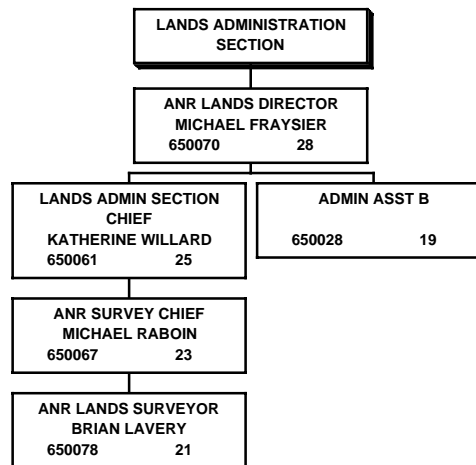 LANDS ADMINISTRATION
SECTION
ANR LANDS DIRECTOR
MICHAEL FRAYSIER
650070 28
LANDS ADMIN SECTION
CHIEF
KATHERINE WILLARD
650061 25
ADMIN ASST B
650028 19
ANR SURVEY CHIEF
MICHAEL RABOIN
650067 23
ANR LANDS SURVEYOR
BRIAN LAVERY
650078 21